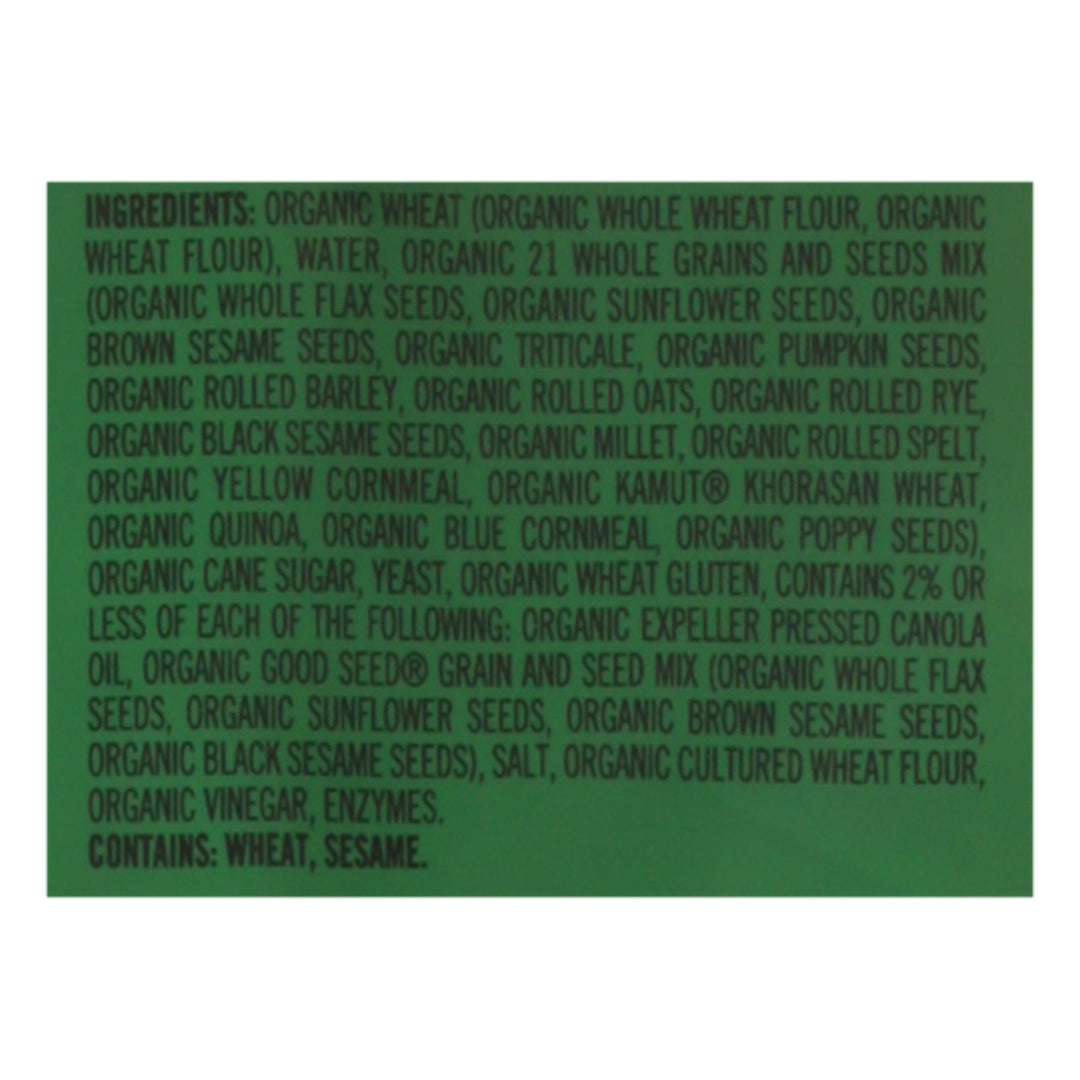 INGREDIENTS: ORGANIC WHEAT (ORGANIC WHOLE WHEAT FLOUR, ORGANIC
WHEAT FLOUR), WATER, ORGANIC 21 WHOLE GRAINS AND SEEDS MIX
(ORGANIC WHOLE FLAX SEEDS, ORGANIC SUNFLOWER SEEDS, ORGANIC
BROWN SESAME SEEDS, ORGANIC TRITICALE, ORGANIC PUMPKIN SEEDS,
ORGANIC ROLLED BARLEY, ORGANIC ROLLED OATS, ORGANIC ROLLED RYE,
ORGANIC BLACK SESAME SEEDS, ORGANIC MILLET, ORGANIC ROLLED SPELT,
ORGANIC YELLOW CORNMEAL, ORGANIC KAMUT® KHORASAN WHEAT,
ORGANIC QUINOA, ORGANIC BLUE CORNMEAL, ORGANIC POPPY SEEDS),
ORGANIC CANE SUGAR, YEAST, ORGANIC WHEAT GLUTEN, CONTAINS 2% OR
LESS OF EACH OF THE FOLLOWING: ORGANIC EXPELLER PRESSED CANOLA
OIL, ORGANIC GOOD SEED® GRAIN AND SEED MIX (ORGANIC WHOLE FLAX
SEEDS, ORGANIC SUNFLOWER SEEDS, ORGANIC BROWN SESAME SEEDS,
ORGANIC BLACK SESAME SEEDS), SALT, ORGANIC CULTURED WHEAT FLOUR,
ORGANIC VINEGAR, ENZYMES.
CONTAINS: WHEAT, SESAME.